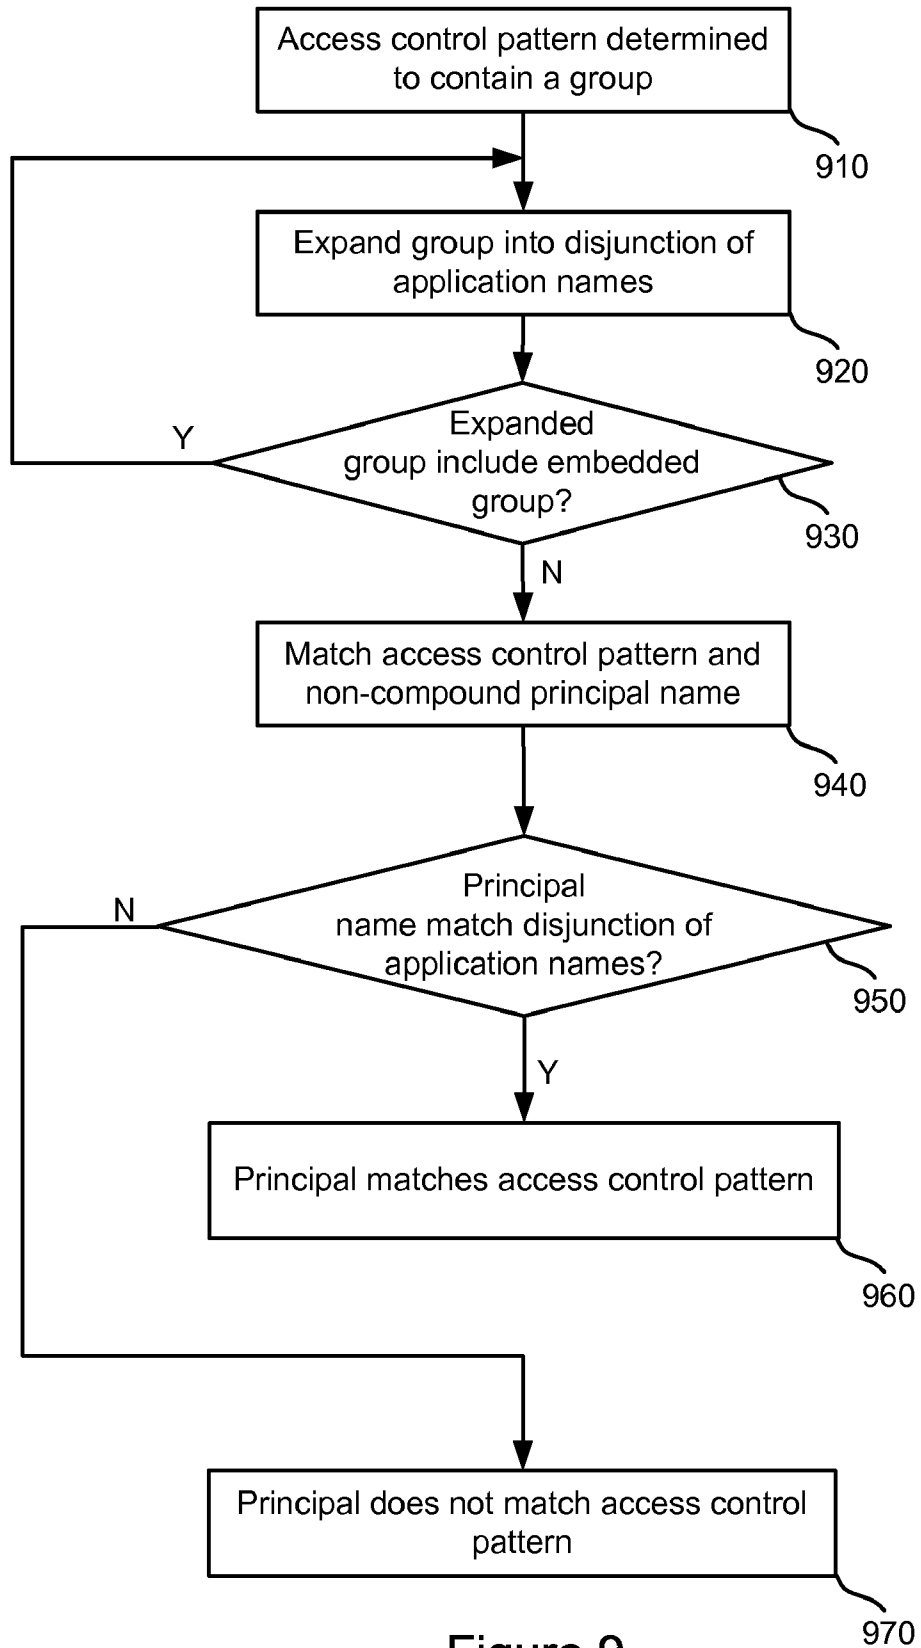 Access control pattern determined
to contain a group
910
Expand group into disjunction of
application names
920
Expanded
group include embedded
group?
Y
930
N
Match access control pattern and
non-compound principal name
940
Principal
name match disjunction of
application names?
N
950
Y
Principal matches access control pattern
960
Principal does not match access control
pattern
970
Figure 9